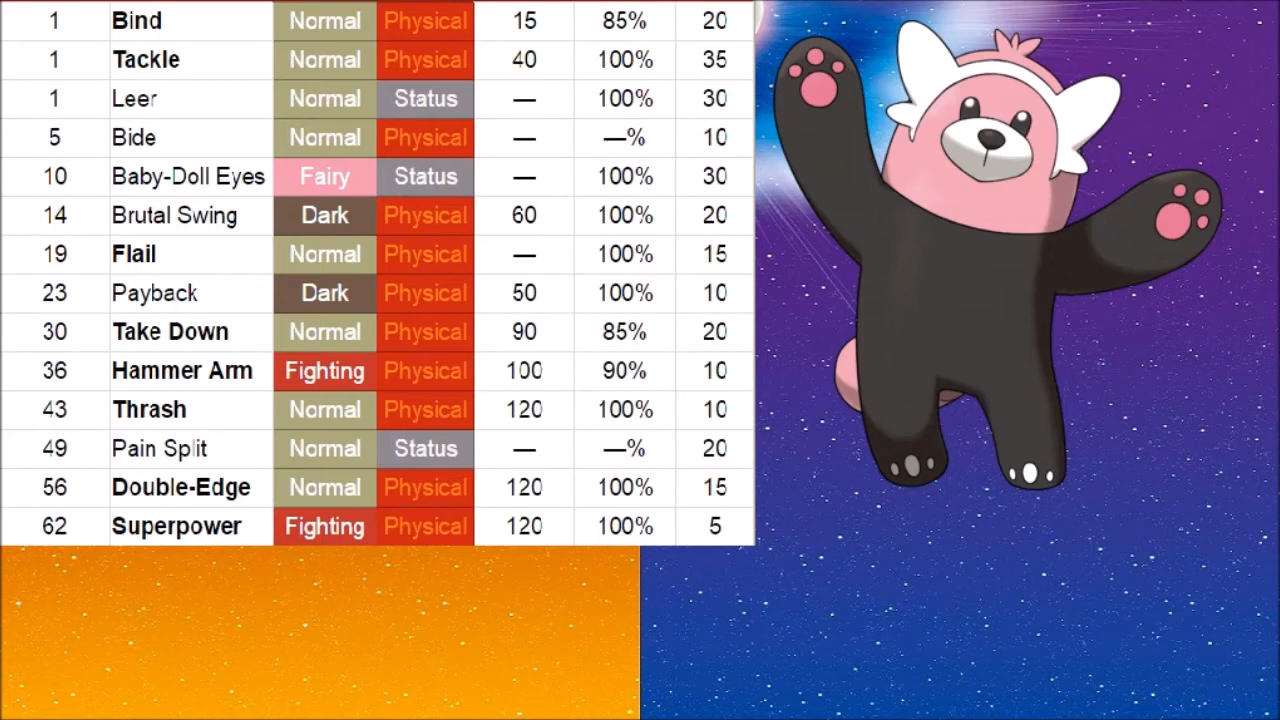 1 Bind Normal Physical 15 85% 20
1 Tackle Normal Physical 40 100% 35
1 Leer Normal Status — 100% 30
5 Bide Normal Physical — —% 10
10 Baby-Doll Eyes Fairy Status — 100% 30
14 Brutal Swing Dark Physical 60 100% 20
19 Flail Normal Physical — 100% 15
23 Payback Dark Physical 50 100% 10
30 Take Down Normal Physical 90 85% 20
36 Hammer Arm Fighting Physical 100 90% 10
43 Thrash Normal Physical 120 100% 10
49 Pain Split Normal Status — —% 20
56 Double-Edge Normal Physical 120 100% 15
62 Superpower Fighting Physical 120 100% 5